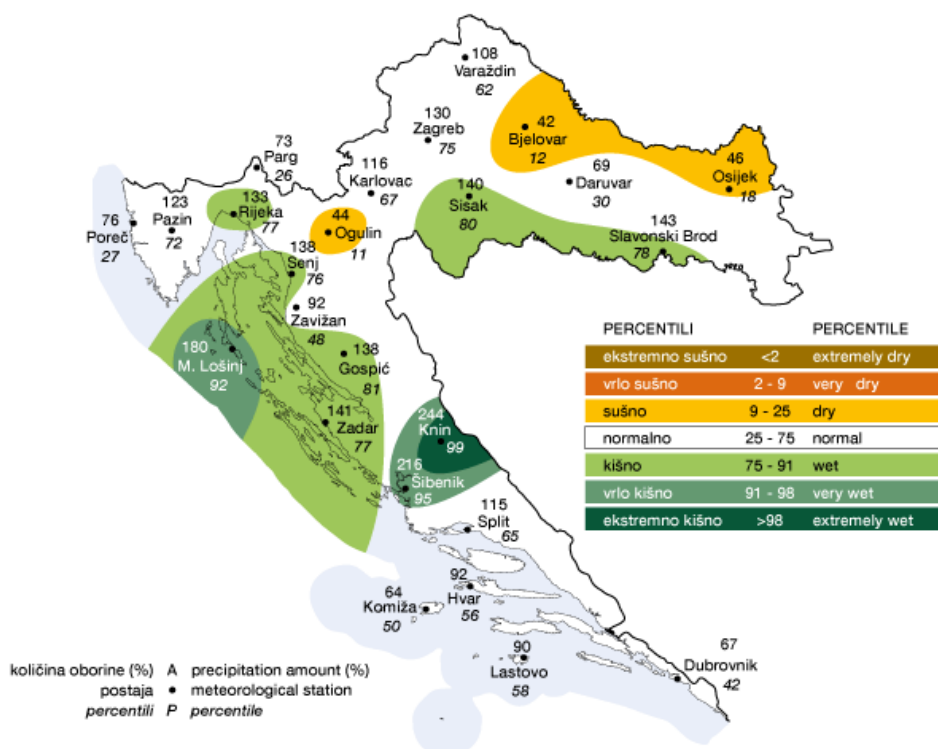 108
Varaždin
62
130
Zagreb
75
42
Bjelovar
12
46
Osijek
18
73
Parg
26
116
Karlovac
67
69
Daruvar
30
140
Sisak
80
143
Slavonski Brod
78
76
Poreč
27
123
Pazin
72
133
Rijeka
77
44
Ogulin
11
138
Senj
76
92
Zavižan
48
180
M. Lošinj
92
138
Gospić
81
141
Zadar
77
244
Knin
99
216
Šibenik
95
115
Split
65
64
Komiža
50
92
Hvar
56
90
Lastovo
58
67
Dubrovnik
42
PERCENTILI PERCENTILE
ekstremno sušno <2 extremely dry
vrlo sušno 2 - 9 very dry
sušno 9 - 25 dry
normalno 25 - 75 normal
kišno 75 - 91 wet
vrlo kišno 91 - 98 very wet
ekstremno kišno >98 extremely wet
količina oborine (%) A precipitation amount (%)
postaja ● meteorological station
percentili P percentile